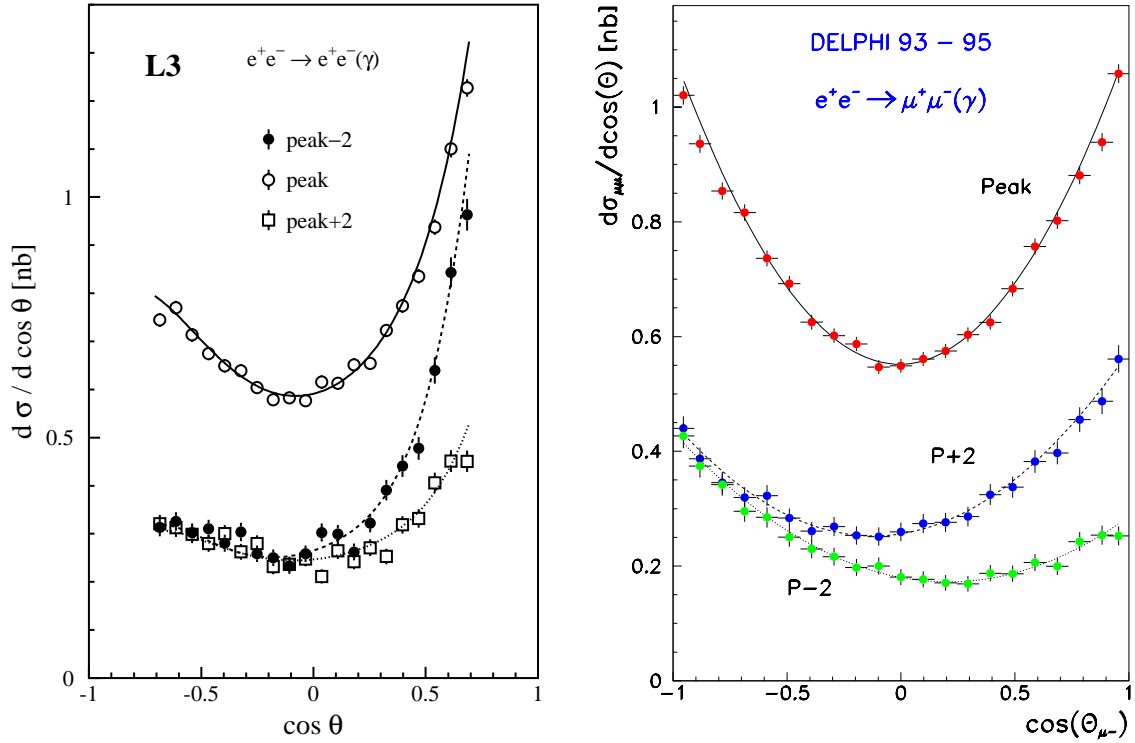 L3
e⁺e⁻ → e⁺e⁻(γ)
peak−2
peak
peak+2
d σ / d cos θ [nb]
1
0.5
0
-1
-0.5
0
0.5
1
cos θ
DELPHI 93 − 95
e⁺e⁻ → μ⁺μ⁻(γ)
Peak
P+2
P−2
dσμμ/dcos(Θ) [nb]
1
0.8
0.6
0.4
0.2
0
−1
−0.5
0
0.5
1
cos(Θμ−)